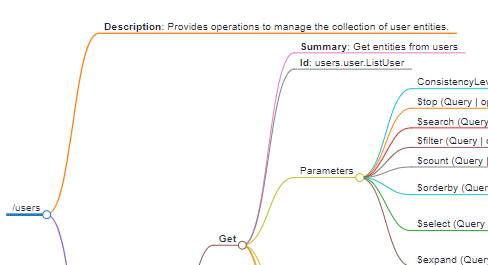 Description: Provides operations to manage the collection of user entities.
Summary: Get entities from users
Id: users.user.ListUser
ConsistencyLev
$top (Query | op
$search (Query
$filter (Query |
Parameters
$count (Query |
$orderby (Quer
/users
$select (Query
Get
$expand (Query